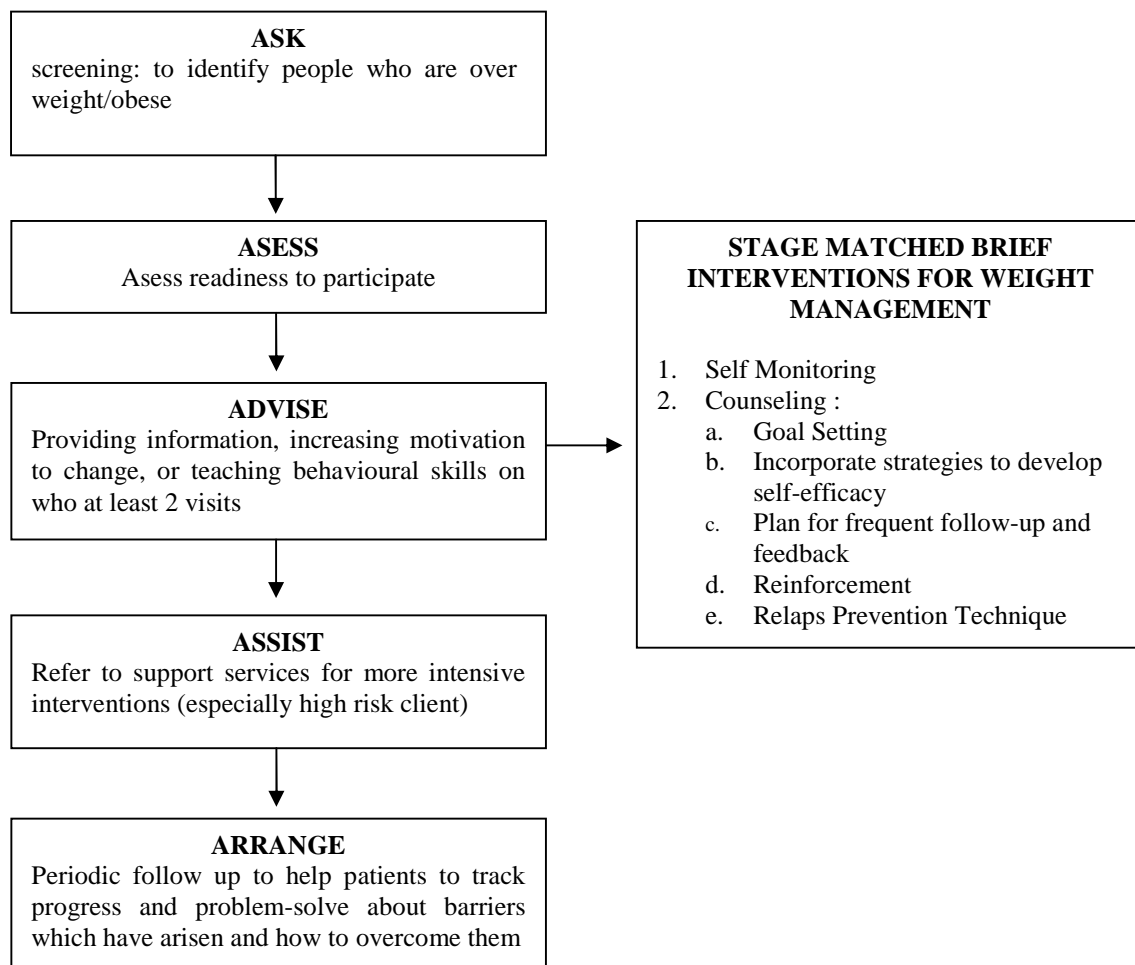 ASK
screening: to identify people who are over
weight/obese
ASESS
Asess readiness to participate
ADVISE
Providing information, increasing motivation
to change, or teaching behavioural skills on
who at least 2 visits
STAGE MATCHED BRIEF
INTERVENTIONS FOR WEIGHT
MANAGEMENT
1. Self Monitoring
2. Counseling :
a. Goal Setting
b. Incorporate strategies to develop
self-efficacy
c. Plan for frequent follow-up and
feedback
d. Reinforcement
e. Relaps Prevention Technique
ASSIST
Refer to support services for more intensive
interventions (especially high risk client)
ARRANGE
Periodic follow up to help patients to track
progress and problem-solve about barriers
which have arisen and how to overcome them